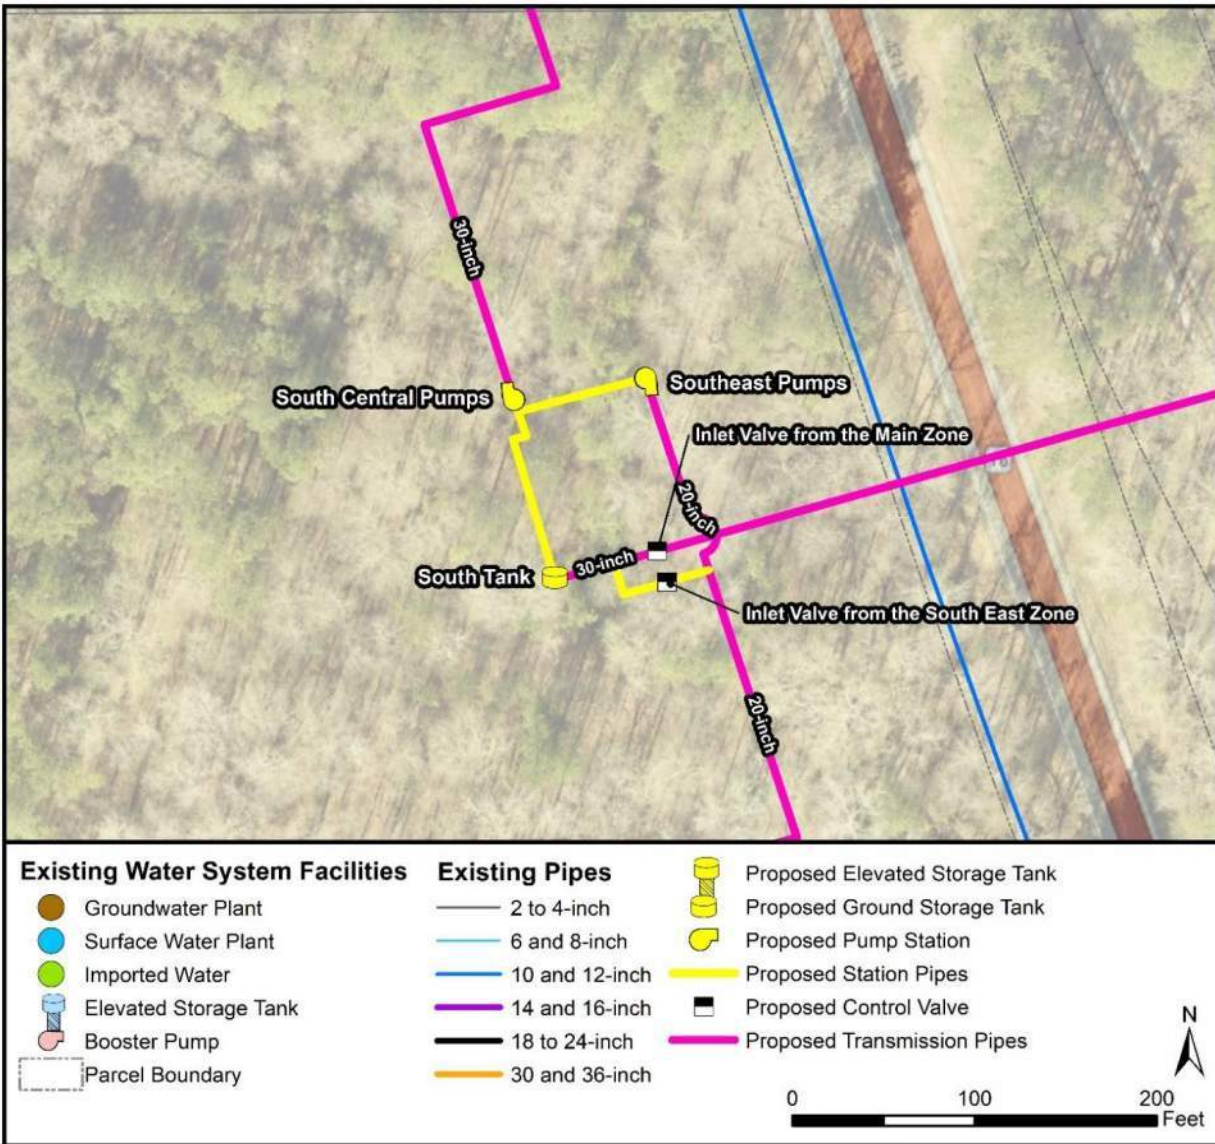 30-inch
South Central Pumps
Southeast Pumps
Inlet Valve from the Main Zone
20-inch
30-inch
South Tank
Inlet Valve from the South East Zone
20-inch
Existing Water System Facilities
Groundwater Plant
Surface Water Plant
Imported Water
Elevated Storage Tank
Booster Pump
Parcel Boundary
Existing Pipes
2 to 4-inch
6 and 8-inch
10 and 12-inch
14 and 16-inch
18 to 24-inch
30 and 36-inch
Proposed Elevated Storage Tank
Proposed Ground Storage Tank
Proposed Pump Station
Proposed Station Pipes
Proposed Control Valve
Proposed Transmission Pipes
N
0 100 200
Feet